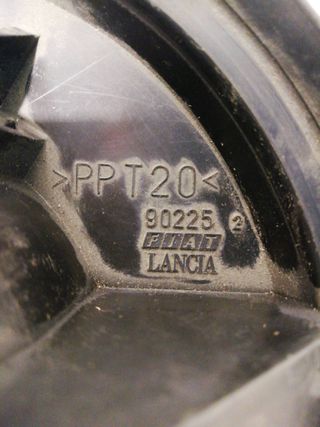 >PPT20<
90225 2
FIAT
LANCIA